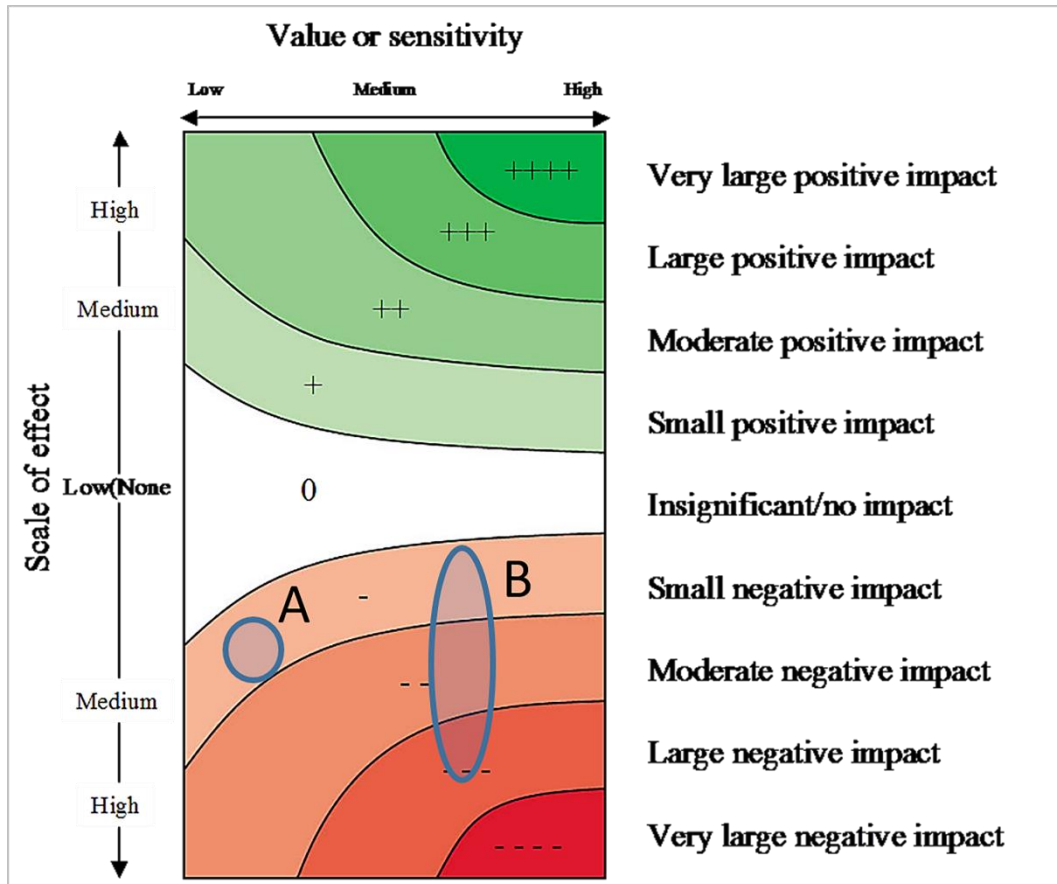 Value or sensitivity
Low Medium High
++++
Very large positive impact
High
+++
Large positive impact
Medium
++
Moderate positive impact
+
Small positive impact
Scale of effect
Low(None
0
Insignificant/no impact
A
-
B
Small negative impact
Medium
--
Moderate negative impact
---
Large negative impact
High
----
Very large negative impact